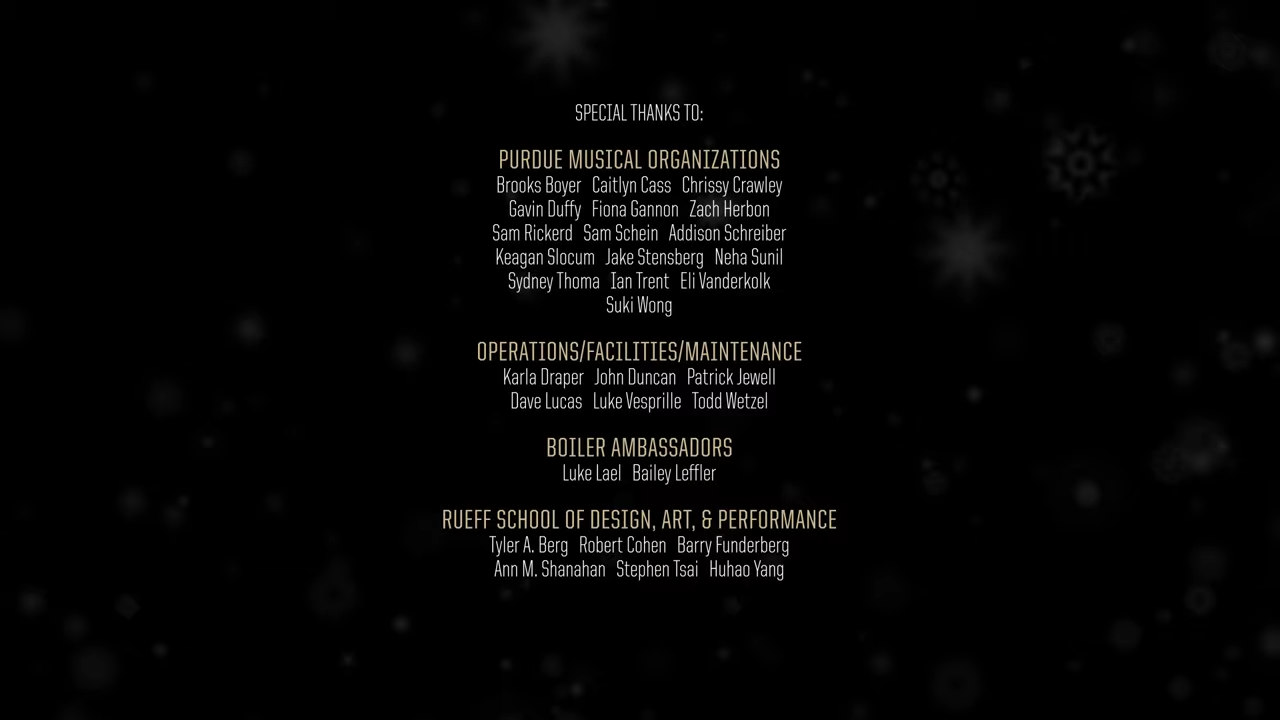 SPECIAL THANKS TO:
PURDUE MUSICAL ORGANIZATIONS
Brooks Boyer Caitlyn Cass Chrissy Crawley
Gavin Duffy Fiona Gannon Zach Herbon
Sam Rickerd Sam Schein Addison Schreiber
Keagan Slocum Jake Stensberg Neha Sunil
Sydney Thoma Ian Trent Eli Vanderkolk
Suki Wong
OPERATIONS/FACILITIES/MAINTENANCE
Karla Draper John Duncan Patrick Jewell
Dave Lucas Luke Vesprille Todd Wetzel
BOILER AMBASSADORS
Luke Lael Bailey Leffler
RUEFF SCHOOL OF DESIGN, ART, & PERFORMANCE
Tyler A. Berg Robert Cohen Barry Funderberg
Ann M. Shanahan Stephen Tsai Huhao Yang